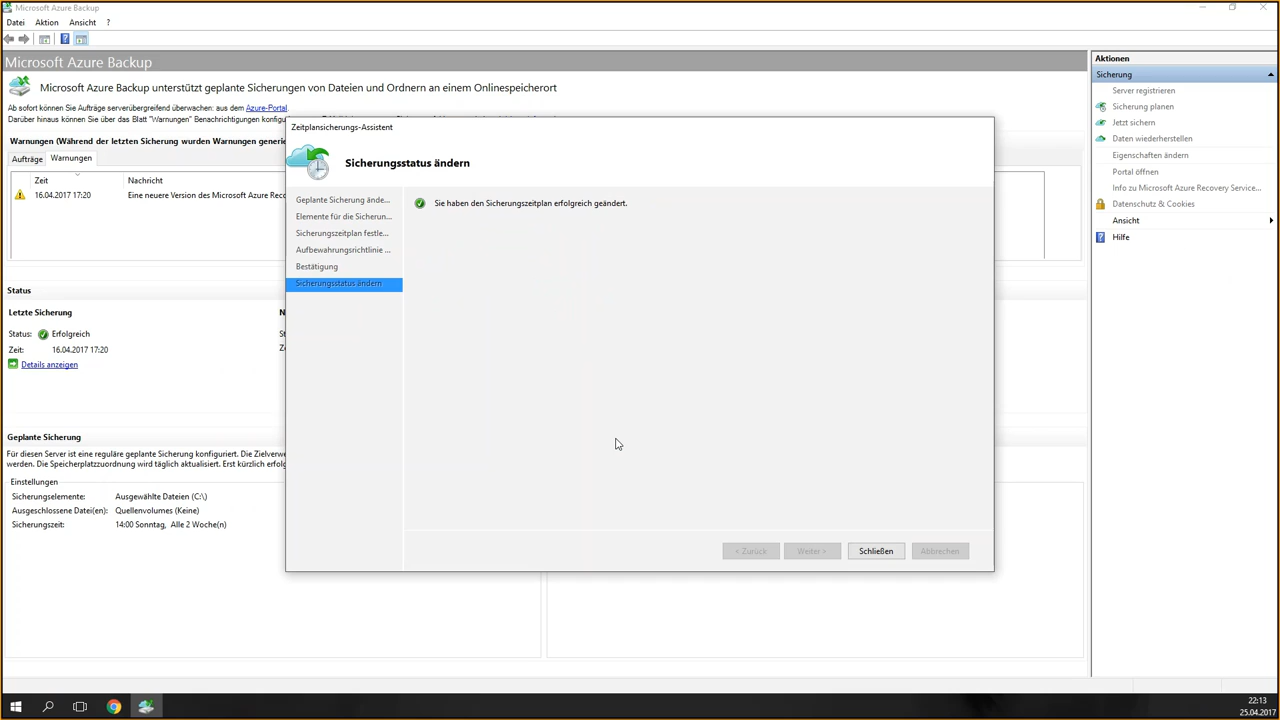 Microsoft Azure Backup
Datei Aktion Ansicht ?
Microsoft Azure Backup
Microsoft Azure Backup unterstützt geplante Sicherungen von Dateien und Ordnern an einem Onlinespeicherort
Ab sofort können Sie Aufträge serverübergreifend überwachen: aus dem Azure-Portal.
Darüber hinaus können Sie über das Blatt "Warnungen" Benachrichtigungen konfigu
Warnungen (Während der letzten Sicherung wurden Warnungen generie
Aufträge Warnungen
Zeit Nachricht
16.04.2017 17:20 Eine neuere Version des Microsoft Azure Reco
Status
Letzte Sicherung N
Status: Erfolgreich St
Zeit: 16.04.2017 17:20 Ze
Details anzeigen
Geplante Sicherung
Für diesen Server ist eine reguläre geplante Sicherung konfiguriert. Die Zielverw
werden. Die Speicherplatzzuordnung wird täglich aktualisiert. Erst kürzlich erfolg
Einstellungen
Sicherungselemente: Ausgewählte Dateien (C:\)
Ausgeschlossene Datei(en): Quellenvolumes (Keine)
Sicherungszeit: 14:00 Sonntag, Alle 2 Woche(n)
Zeitplansicherungs-Assistent
Sicherungsstatus ändern
Geplante Sicherung ände...
Elemente für die Sicherun...
Sicherungszeitplan festle...
Aufbewahrungsrichtlinie ...
Bestätigung
Sicherungsstatus ändern
Sie haben den Sicherungszeitplan erfolgreich geändert.
< Zurück Weiter > Schließen Abbrechen
Aktionen
Sicherung
Server registrieren
Sicherung planen
Jetzt sichern
Daten wiederherstellen
Eigenschaften ändern
Portal öffnen
Info zu Microsoft Azure Recovery Service...
Datenschutz & Cookies
Ansicht
Hilfe
22:13
25.04.2017